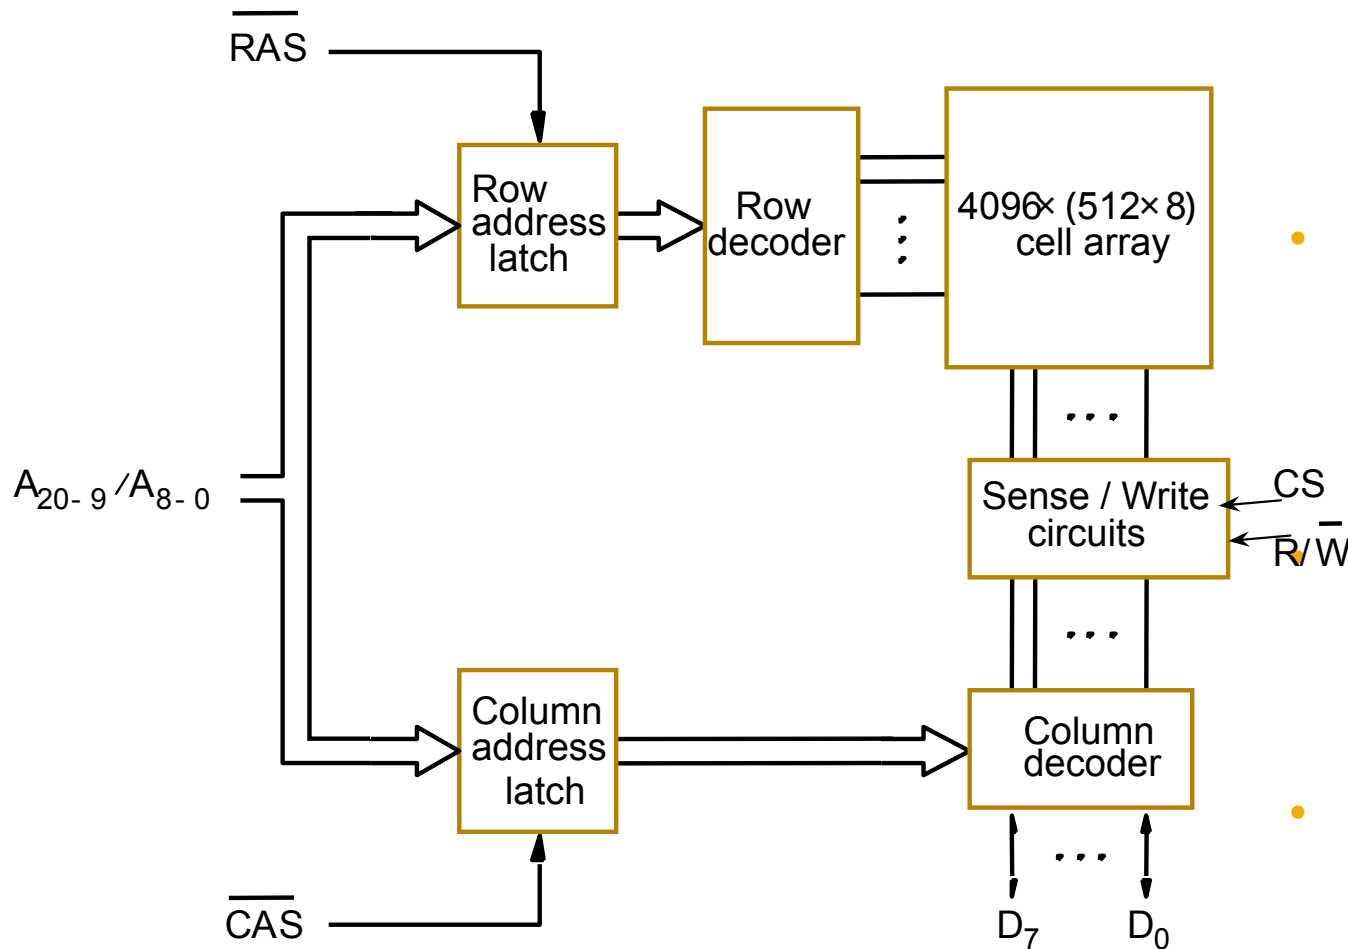 RAS
Row
address
latch
Row
decoder
4096× (512× 8)
cell array
A20-9 ⁄A8-0
Sense / Write
circuits
CS
R/W
Column
address
latch
Column
decoder
CAS
D7
D0